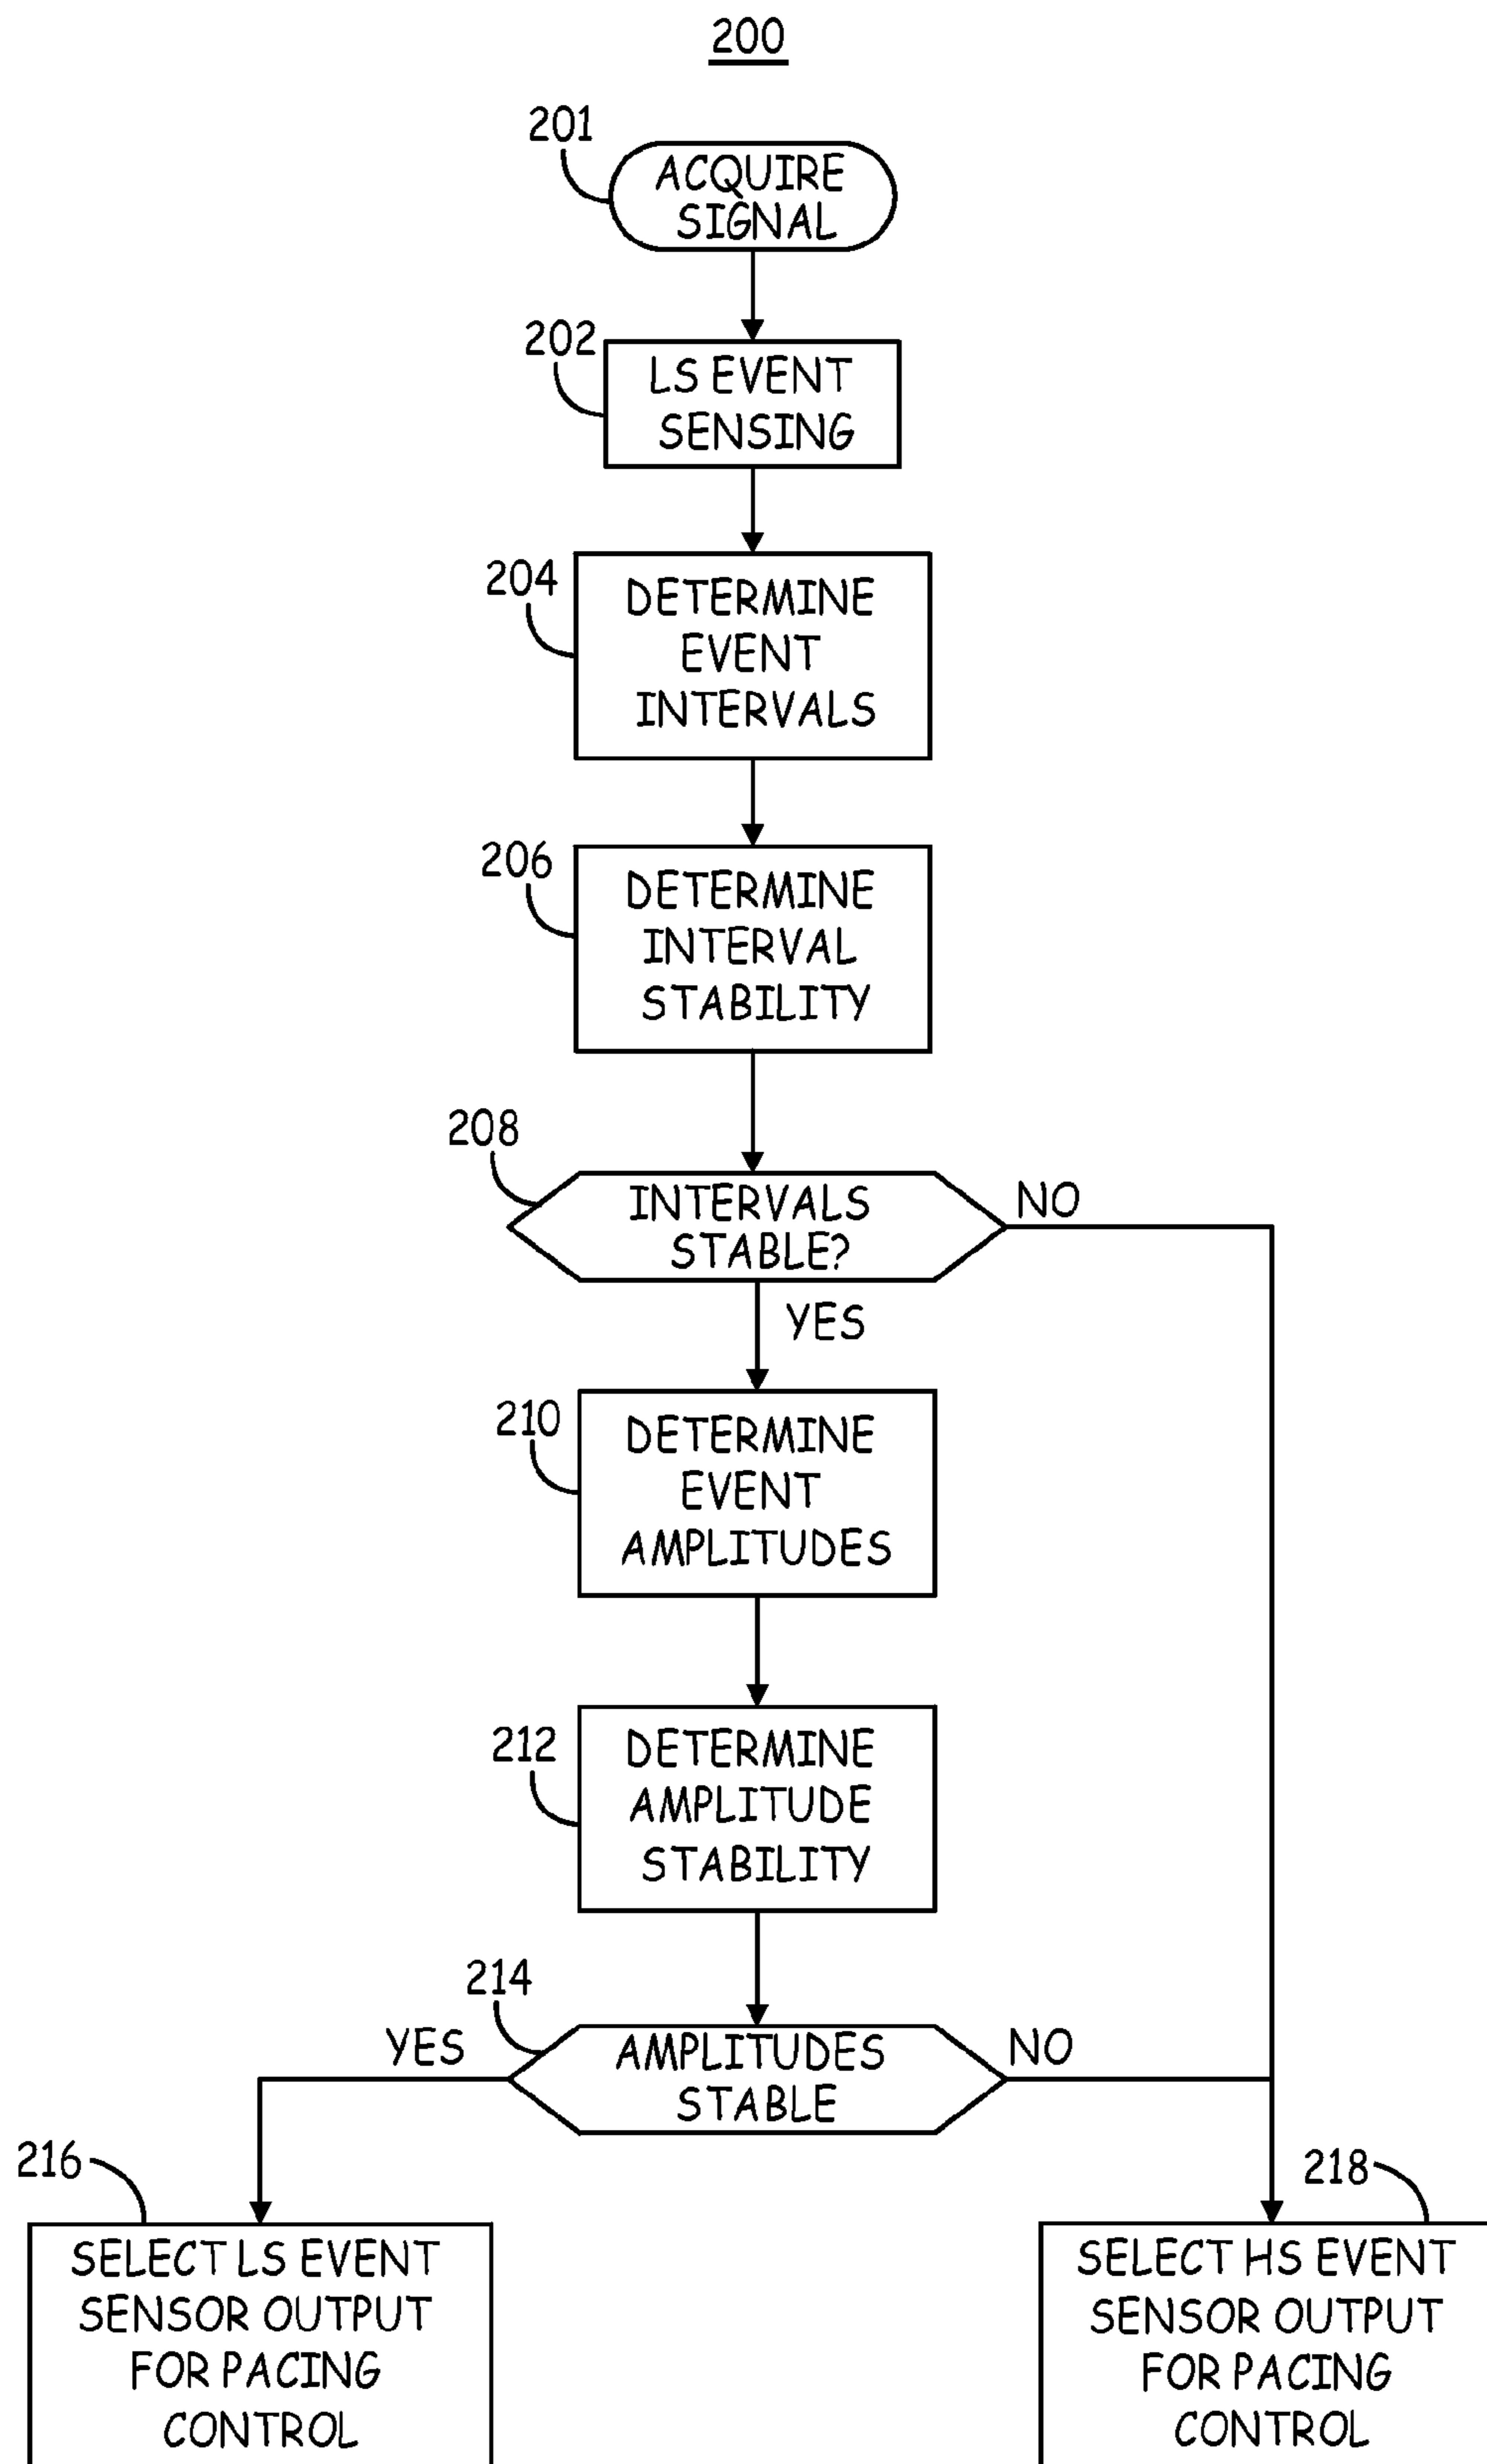 200
201
ACQUIRE
SIGNAL
202
LS EVENT
SENSING
204
DETERMINE
EVENT
INTERVALS
206
DETERMINE
INTERVAL
STABILITY
208
INTERVALS
STABLE?
NO
YES
210
DETERMINE
EVENT
AMPLITUDES
212
DETERMINE
AMPLITUDE
STABILITY
214
YES
AMPLITUDES
STABLE
NO
216
SELECT LS EVENT
SENSOR OUTPUT
FOR PACING
CONTROL
218
SELECT HS EVENT
SENSOR OUTPUT
FOR PACING
CONTROL